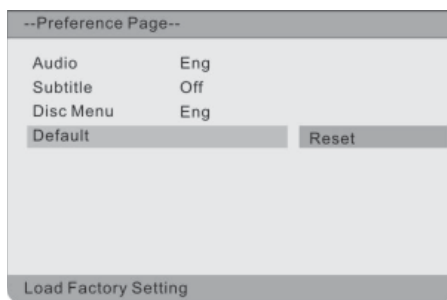 --Preference Page--
Audio Eng
Subtitle Off
Disc Menu Eng
Default Reset
Load Factory Setting